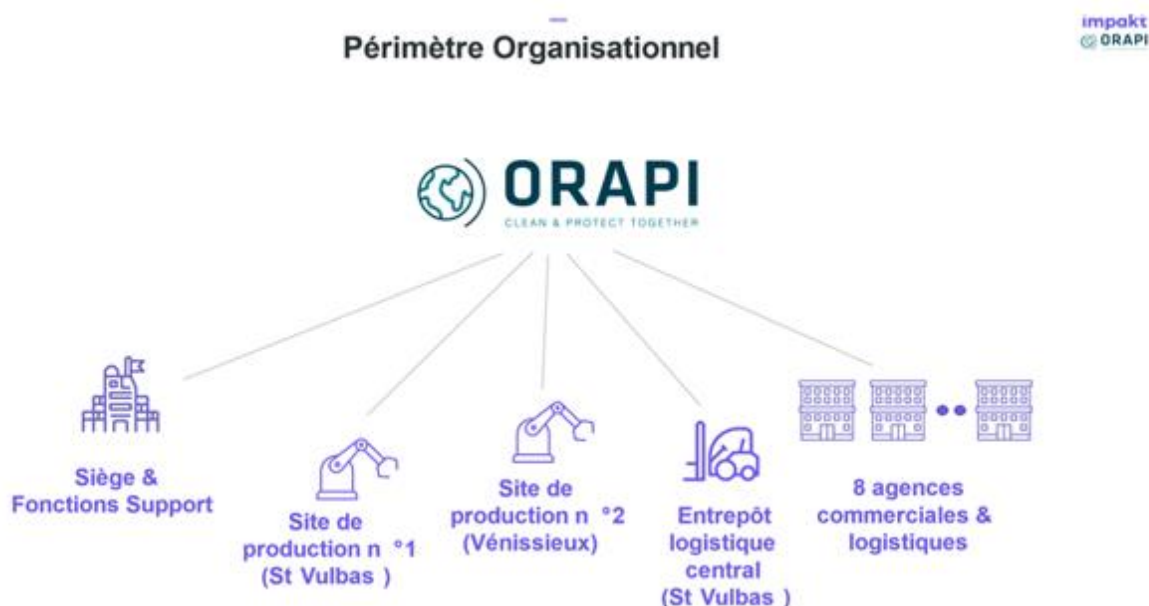 Périmètre Organisationnel
impakt
ORAPI
ORAPI
CLEAN & PROTECT TOGETHER
Siège &
Fonctions Support
Site de
production n °1
(St Vulbas )
Site de
production n °2
(Vénissieux)
Entrepôt
logistique
central
(St Vulbas )
8 agences
commerciales &
logistiques